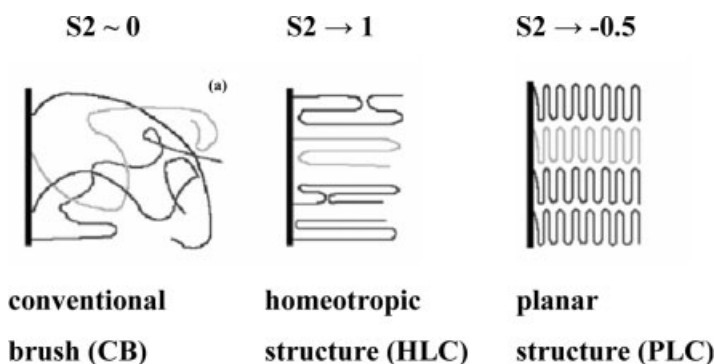 S2 ~ 0 S2 → 1 S2 → -0.5
(a)
conventional homeotropic planar
brush (CB) structure (HLC) structure (PLC)